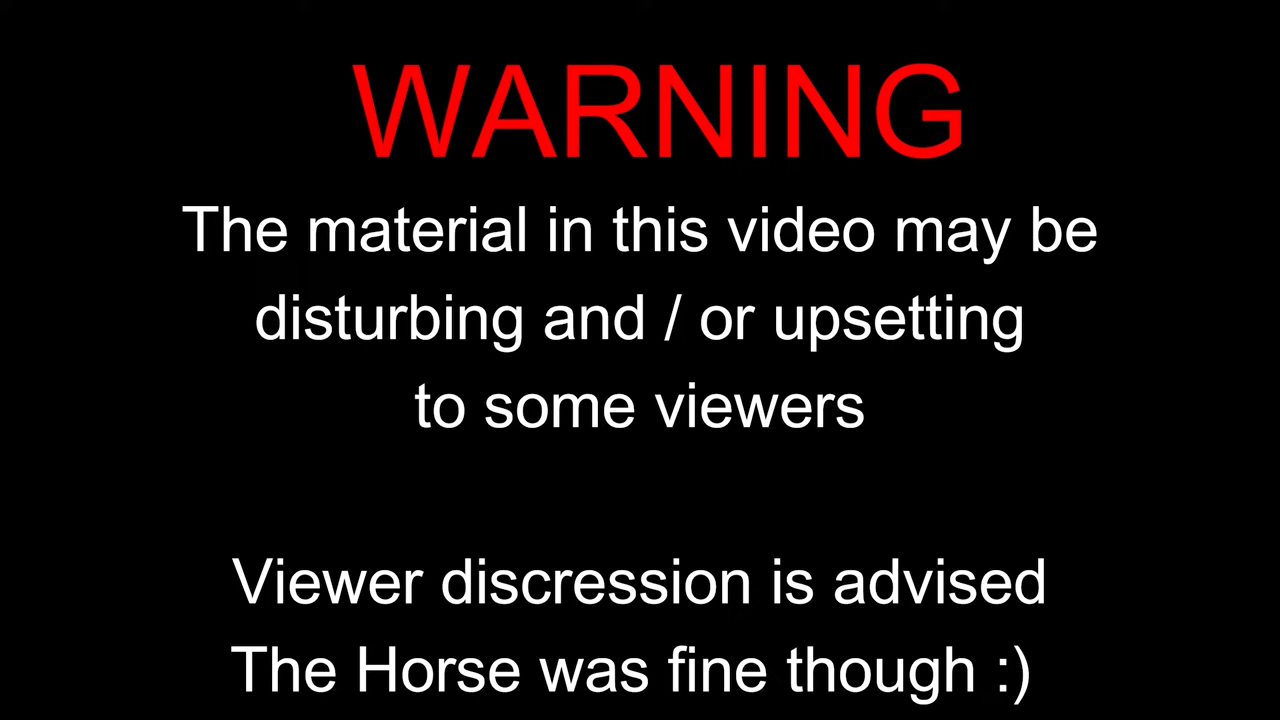 WARNING
The material in this video may be
disturbing and / or upsetting
to some viewers
Viewer discression is advised
The Horse was fine though :)